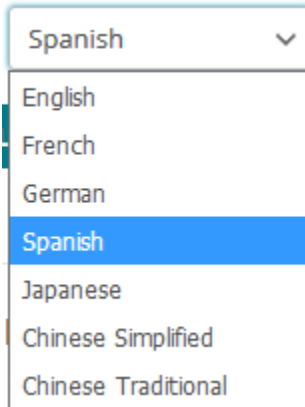 Spanish
English
French
German
Spanish
Japanese
Chinese Simplified
Chinese Traditional